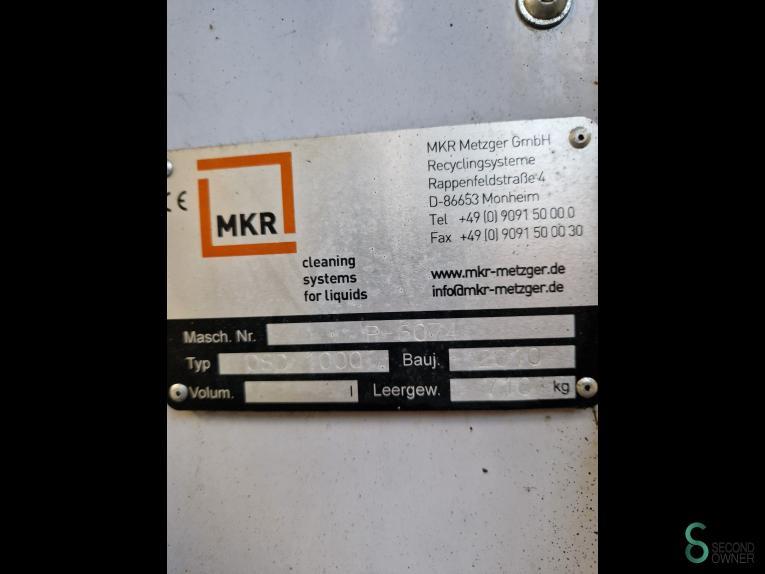 MKR Metzger GmbH
Recyclingsysteme
Rappenfeldstraße 4
D-86653 Monheim
Tel +49 (0) 9091 50 00 0
Fax +49 (0) 9091 50 00 30
CE
MKR
cleaning
systems
for liquids
www.mkr-metzger.de
info@mkr-metzger.de
Masch. Nr.
Typ 1000 Bauj. 2010
Volum. l Leergew. kg
SECOND
OWNER